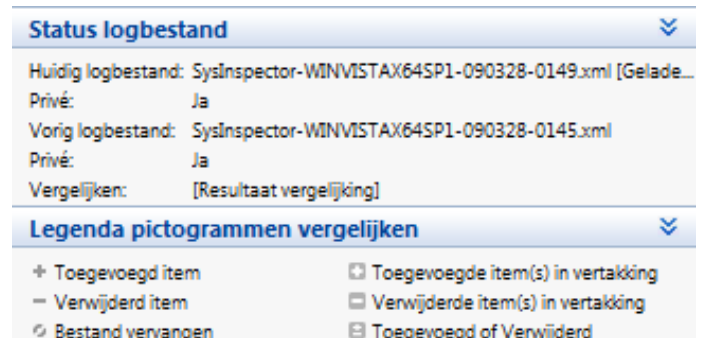 Status logbestand
Huidig logbestand: SysInspector-WINVISTAX64SP1-090328-0149.xml [Gelade...
Privé: Ja
Vorig logbestand: SysInspector-WINVISTAX64SP1-090328-0145.xml
Privé: Ja
Vergelijken: [Resultaat vergelijking]
Legenda pictogrammen vergelijken
Toegevoegd item Toegevoegde item(s) in vertakking
Verwijderd item Verwijderde item(s) in vertakking
Bestand vervangen Toegevoegd of Verwijderd